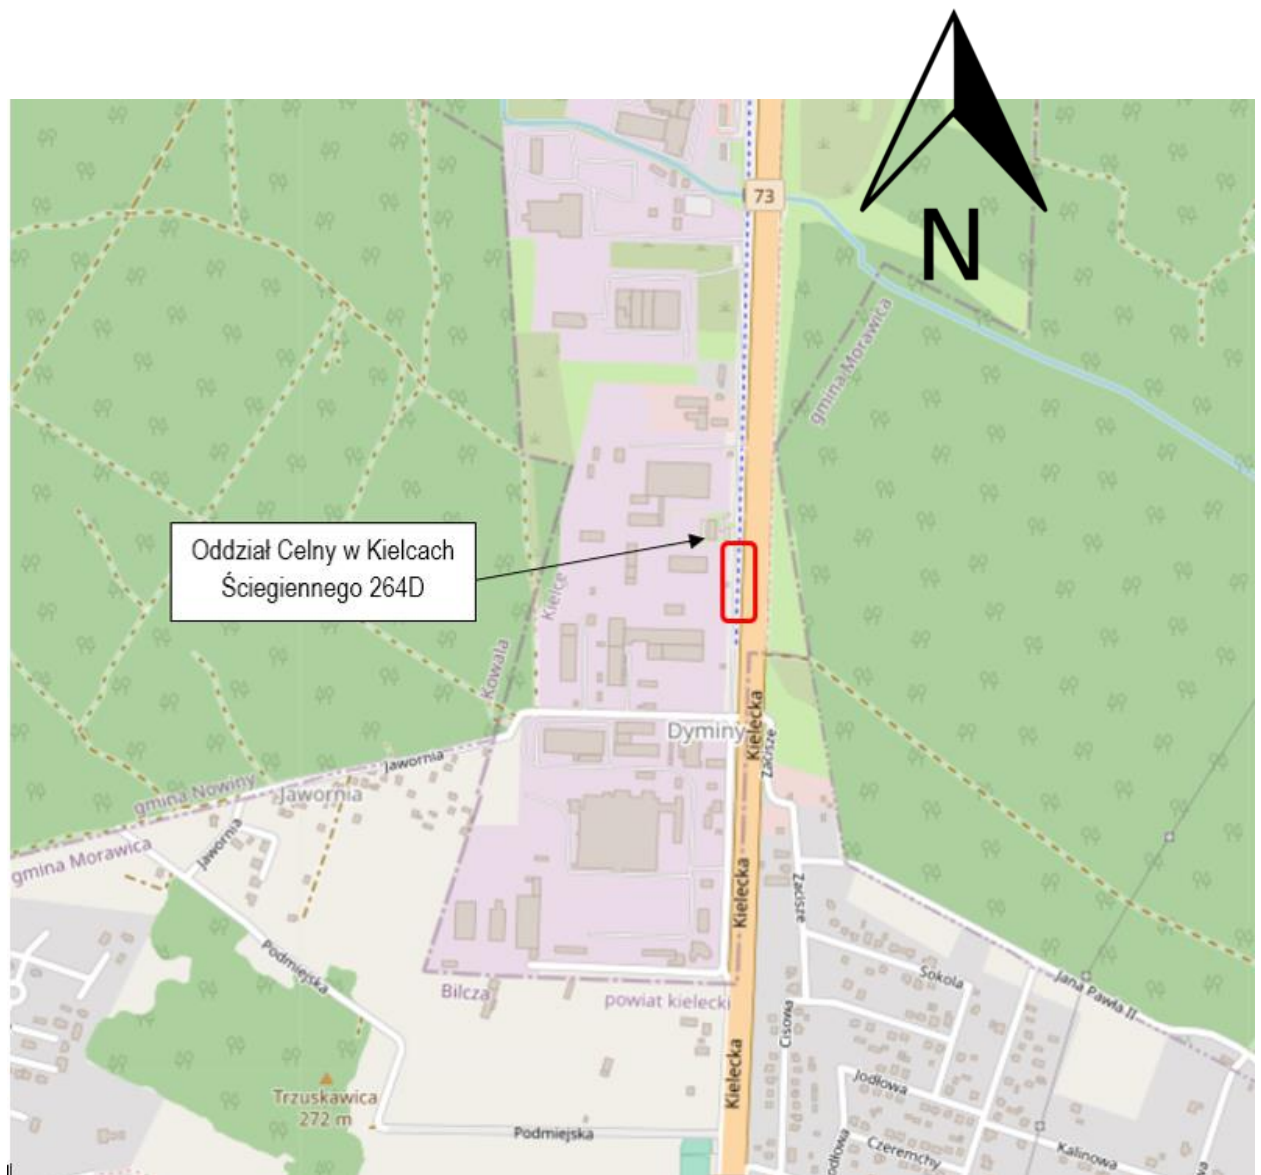 N
73
gmina Morawica
Oddział Celny w Kielcach
Ściegiennego 264D
Kielce
Kowala
Kielecka
Dyminy
Zacisze
Jawornia
gmina Nowiny
Jawornia
Jawornia
gmina Morawica
Kielecka
Zacisze
Podmiejska
Sokola
Jana Pawła II
Bilcza
powiat kielecki
Cisowa
Kielecka
Jodłowa
Trzuskawica
272 m
Podmiejska
Czeremchy
Kalinowa
odłowa